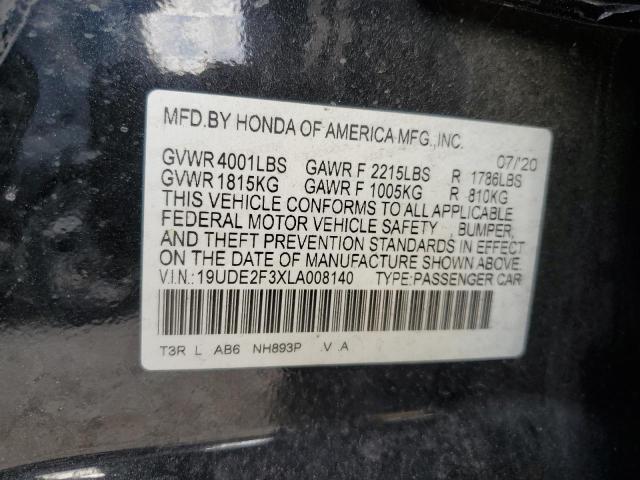 MFD.BY HONDA OF AMERICA MFG.,INC.
07/20
GVWR 4001LBS GAWR F 2215LBS R 1786LBS
GVWR 1815KG GAWR F 1005KG R 810KG
THIS VEHICLE CONFORMS TO ALL APPLICABLE
FEDERAL MOTOR VEHICLE SAFETY , BUMPER,
AND THEFT PREVENTION STANDARDS IN EFFECT
ON THE DATE OF MANUFACTURE SHOWN ABOVE.
V.I.N.:19UDE2F3XLA008140 TYPE:PASSENGER CAR
T3R L AB6 NH893P .V .A